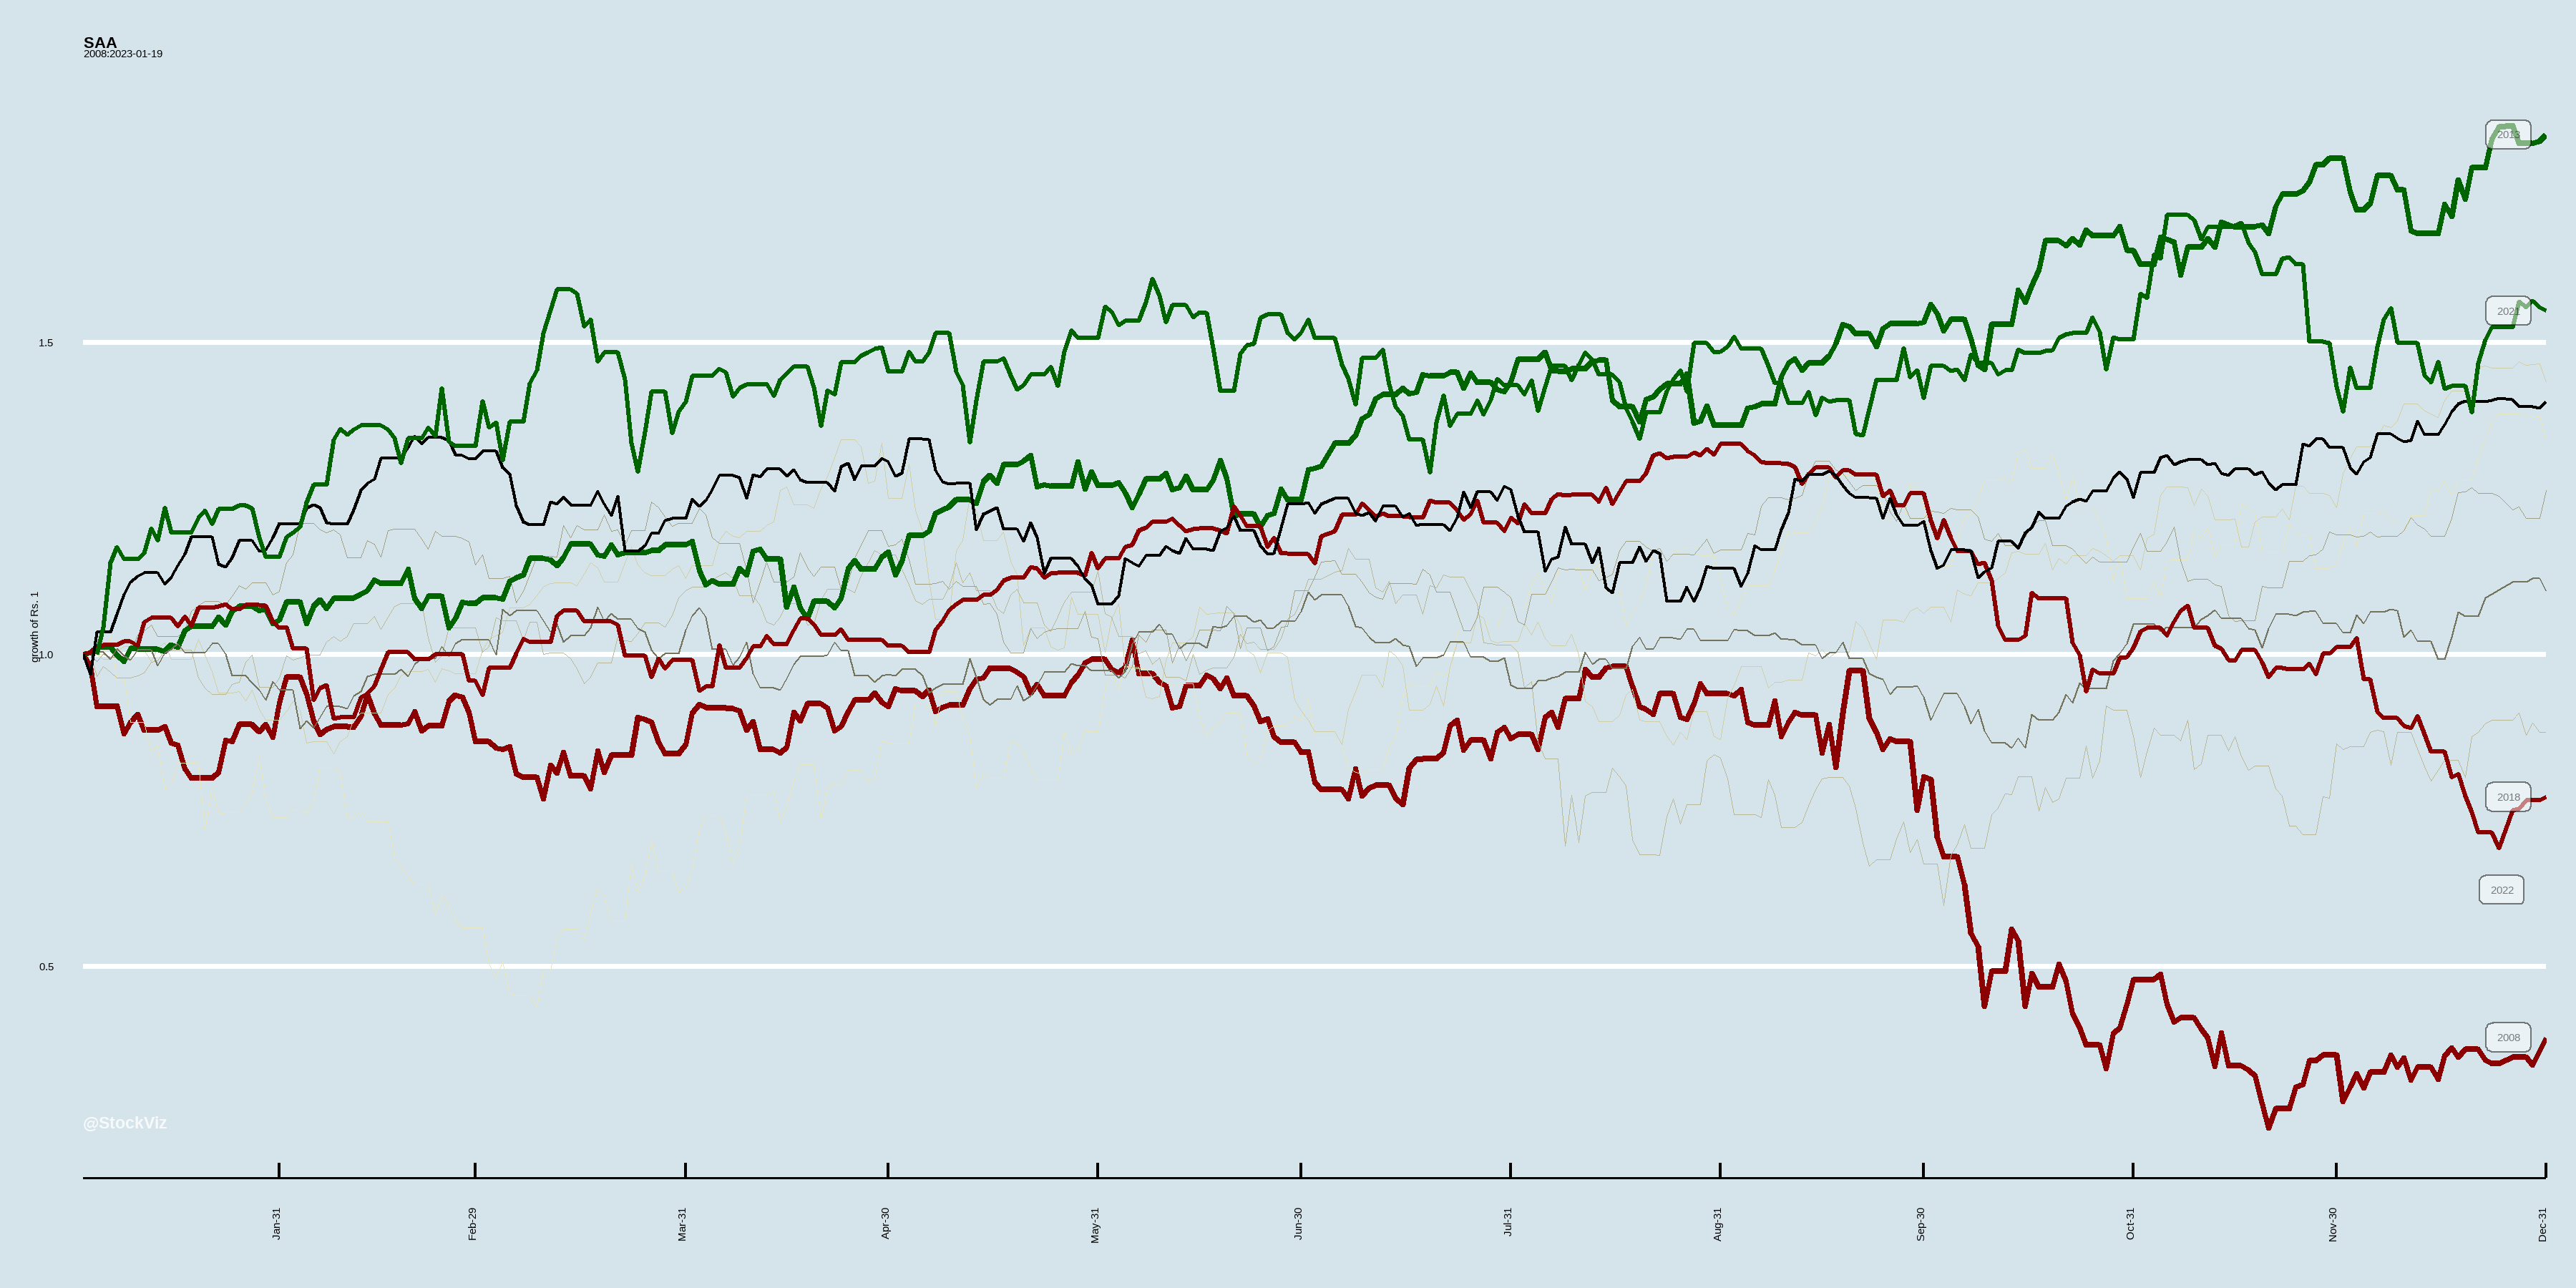 SAA
2008:2023-01-19
2013
1.5
2021
growth of Rs. 1
1.0
2018
2022
0.5
2008
@StockViz
Jan-31
Feb-29
Mar-31
Apr-30
May-31
Jun-30
Jul-31
Aug-31
Sep-30
Oct-31
Nov-30
Dec-31